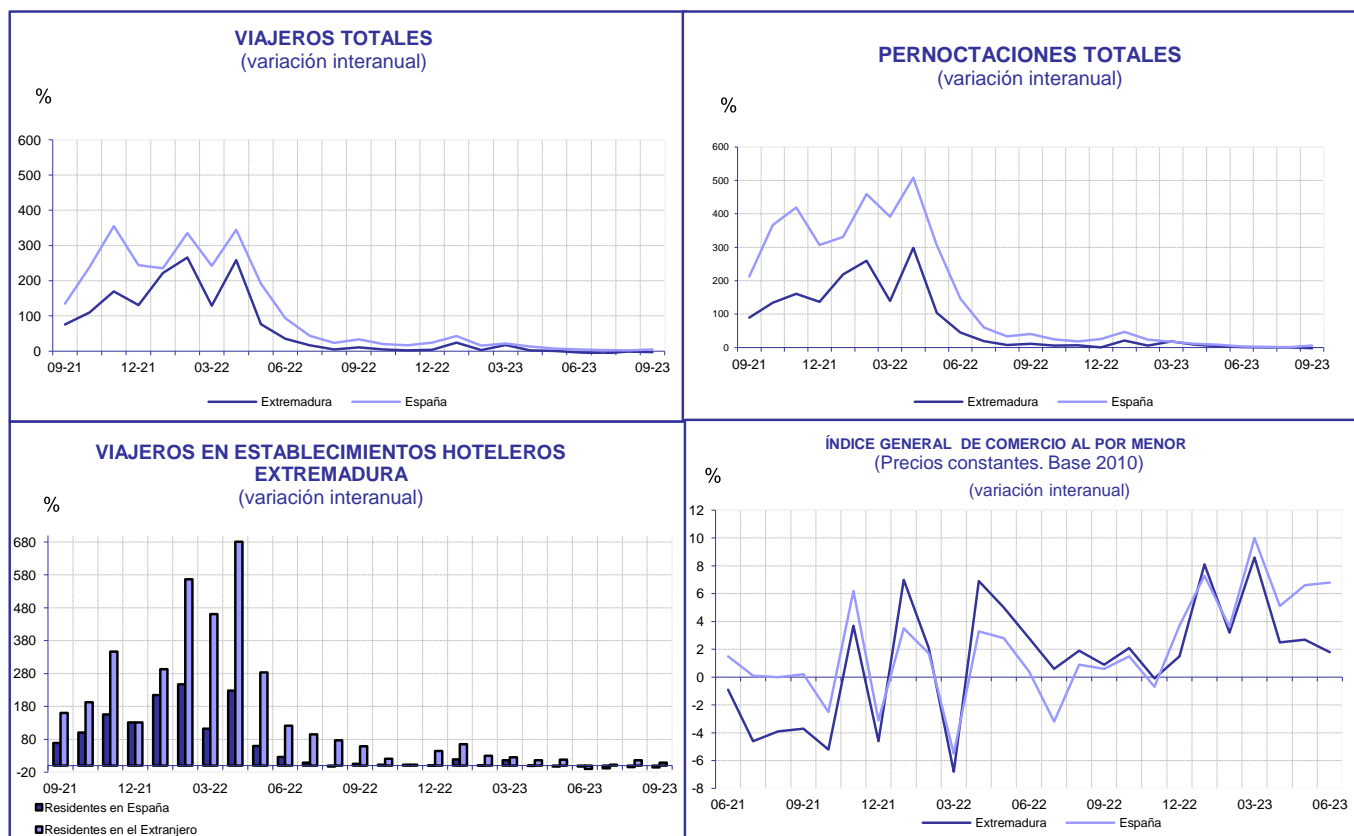 VIAJEROS TOTALES
(variación interanual)
%
600
500
400
300
200
100
0
09-21 12-21 03-22 06-22 09-22 12-22 03-23 06-23 09-23
Extremadura España
PERNOCTACIONES TOTALES
(variación interanual)
%
600
500
400
300
200
100
0
09-21 12-21 03-22 06-22 09-22 12-22 03-23 06-23 09-23
Extremadura España
VIAJEROS EN ESTABLECIMIENTOS HOTELEROS
EXTREMADURA
(variación interanual)
%
680
580
480
380
280
180
80
-20
09-21 12-21 03-22 06-22 09-22 12-22 03-23 06-23 09-23
Residentes en España
Residentes en el Extranjero
ÍNDICE GENERAL DE COMERCIO AL POR MENOR
(Precios constantes. Base 2010)
(variación interanual)
%
12
10
8
6
4
2
0
-2
-4
-6
-8
06-21 09-21 12-21 03-22 06-22 09-22 12-22 03-23 06-23
Extremadura España